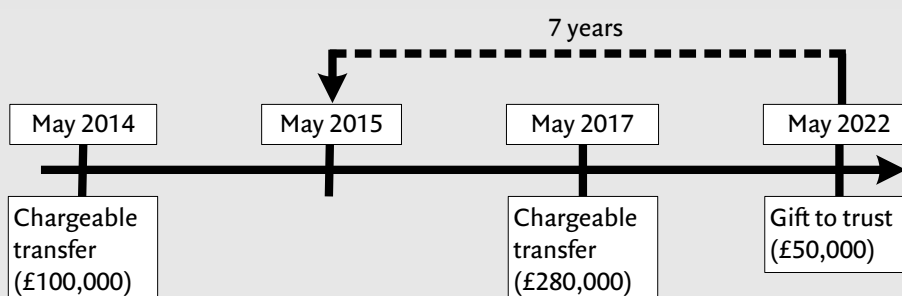 7 years
May 2014
May 2015
May 2017
May 2022
Chargeable
transfer
(£100,000)
Chargeable
transfer
(£280,000)
Gift to trust
(£50,000)